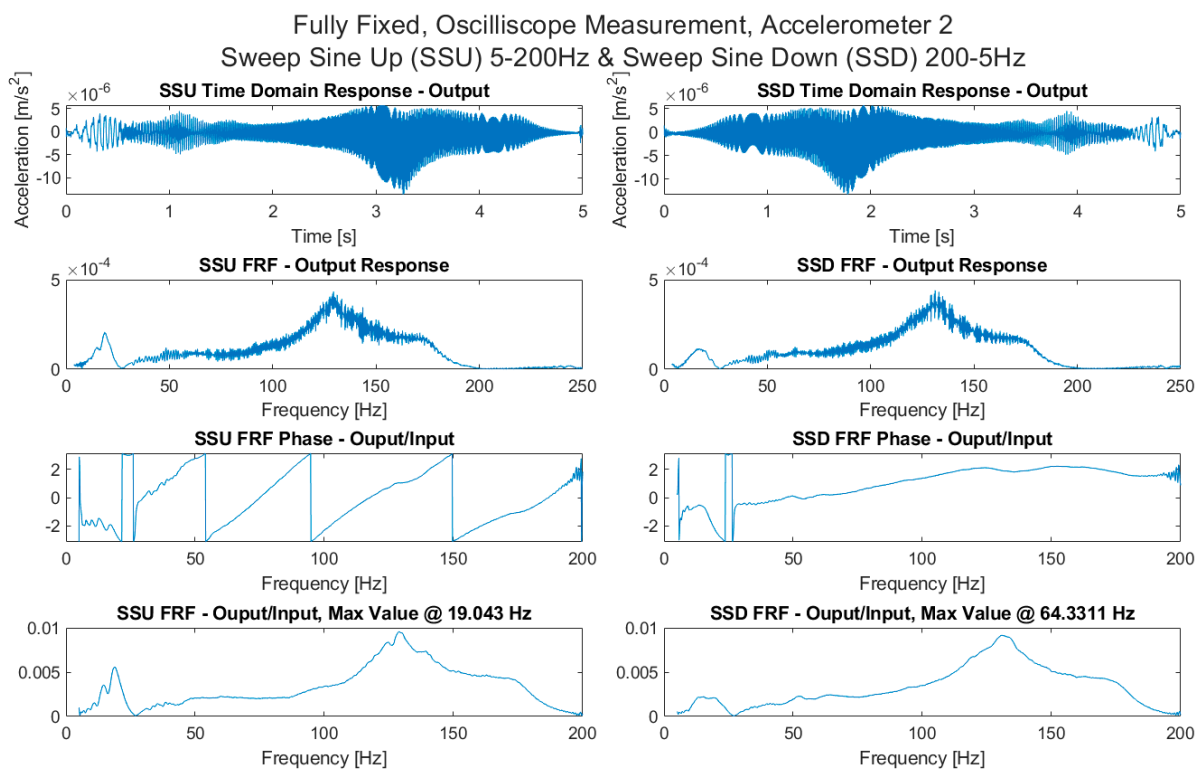 Fully Fixed, Oscilliscope Measurement, Accelerometer 2
Sweep Sine Up (SSU) 5-200Hz & Sweep Sine Down (SSD) 200-5Hz
SSU Time Domain Response - Output
×10-6
Acceleration [m/s2]
5
0
-5
-10
0 1 2 3 4 5
Time [s]
SSD Time Domain Response - Output
×10-6
Acceleration [m/s2]
5
0
-5
-10
0 1 2 3 4 5
Time [s]
SSU FRF - Output Response
×10-4
5
0
0 50 100 150 200 250
Frequency [Hz]
SSD FRF - Output Response
×10-4
5
0
0 50 100 150 200 250
Frequency [Hz]
SSU FRF Phase - Ouput/Input
2
0
-2
0 50 100 150 200
Frequency [Hz]
SSD FRF Phase - Ouput/Input
2
0
-2
0 50 100 150 200
Frequency [Hz]
SSU FRF - Ouput/Input, Max Value @ 19.043 Hz
0.01
0.005
0
0 50 100 150 200
Frequency [Hz]
SSD FRF - Ouput/Input, Max Value @ 64.3311 Hz
0.01
0.005
0
0 50 100 150 200
Frequency [Hz]